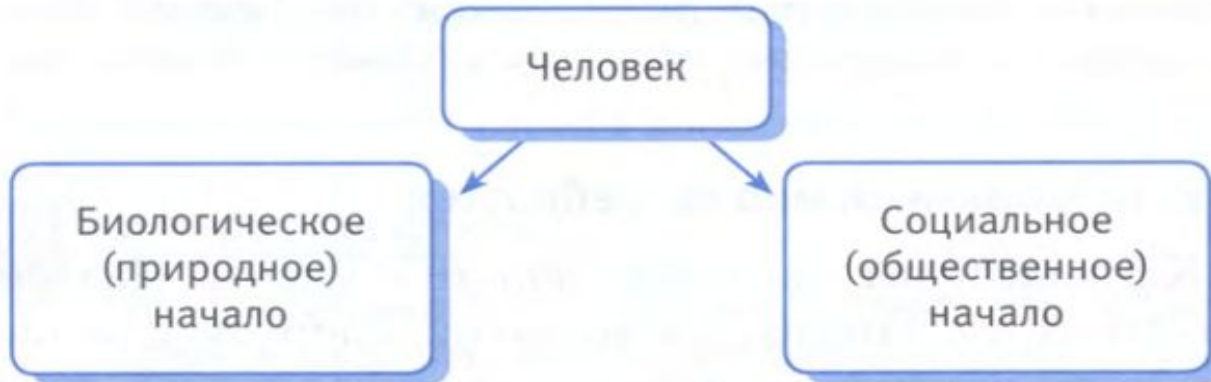 Человек
Биологическое
(природное)
начало
Социальное
(общественное)
начало